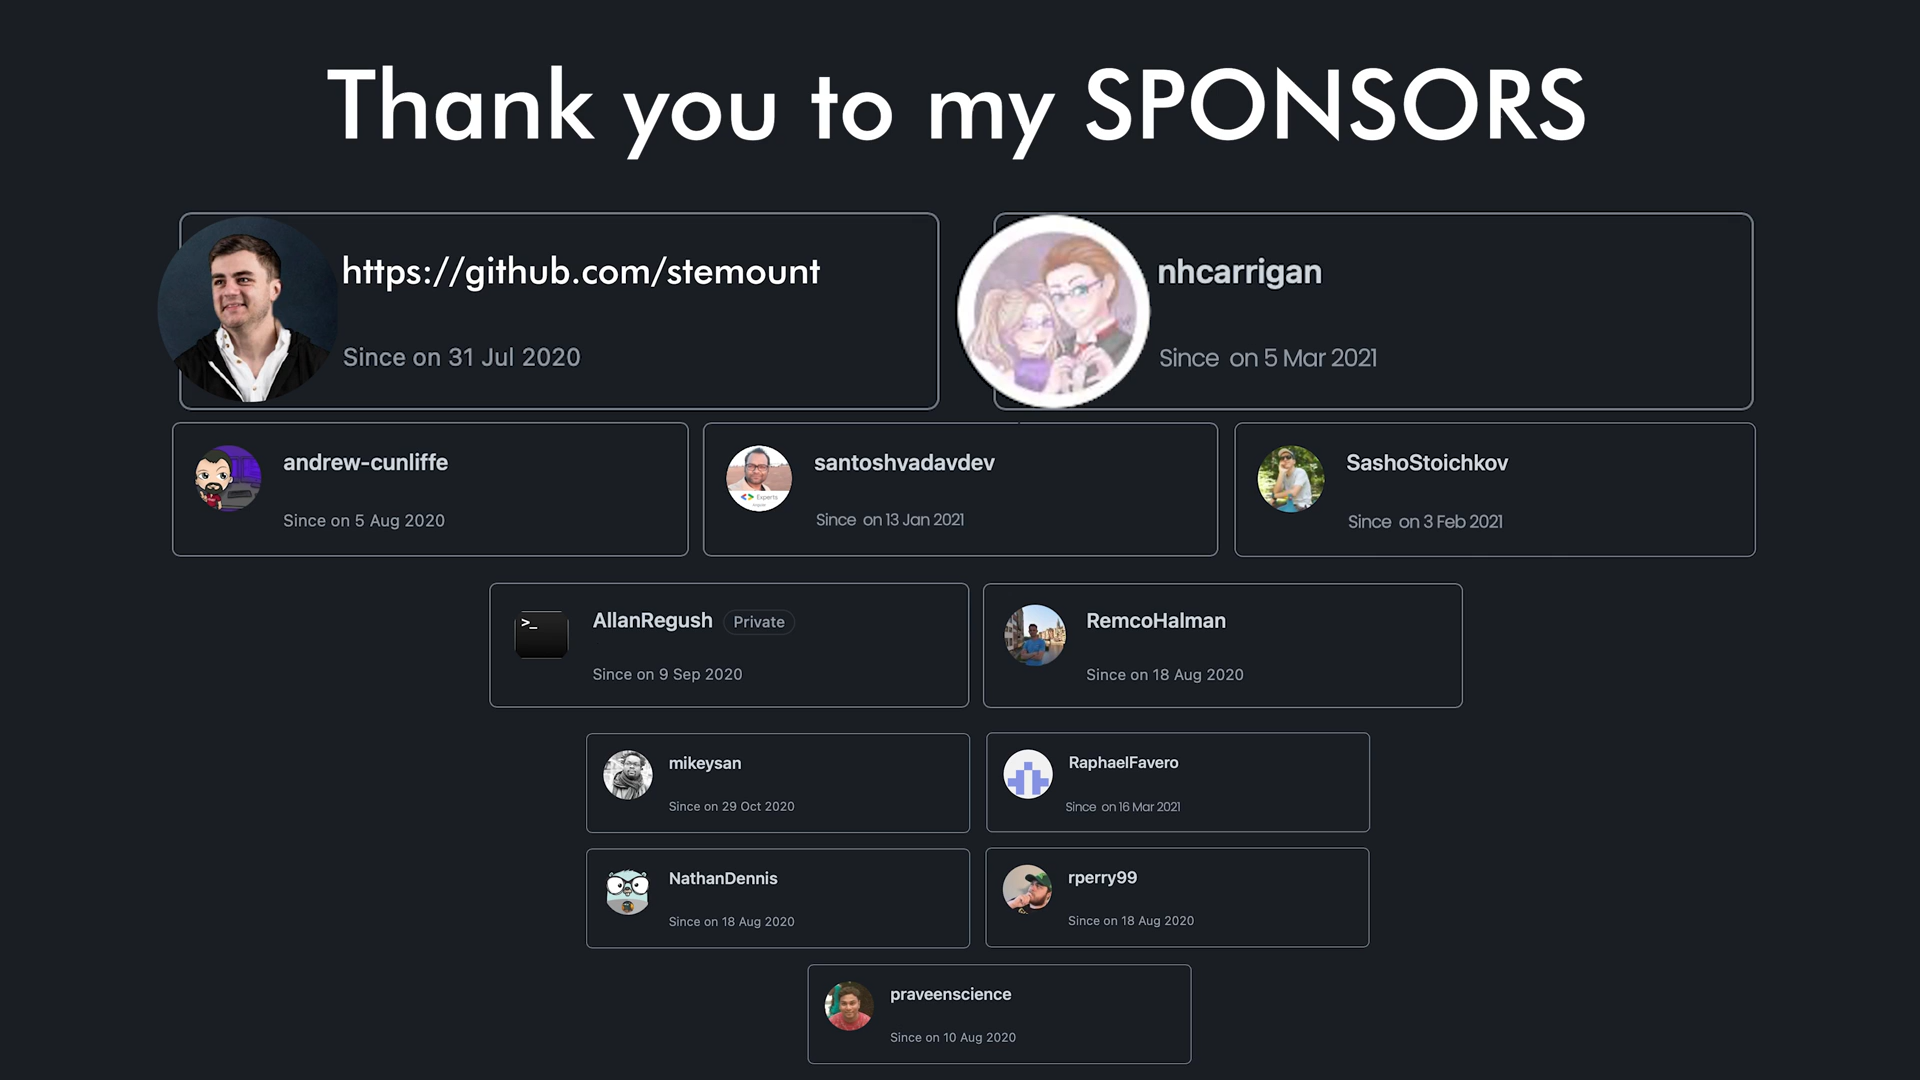 Thank you to my SPONSORS
https://github.com/stemount
Since on 31 Jul 2020
nhcarrigan
Since on 5 Mar 2021
andrew-cunliffe
Since on 5 Aug 2020
santoshyadavdev
Since on 13 Jan 2021
Experts
SashoStoichkov
Since on 3 Feb 2021
>_
AllanRegush Private
Since on 9 Sep 2020
RemcoHalman
Since on 18 Aug 2020
mikeysan
Since on 29 Oct 2020
RaphaelFavero
Since on 16 Mar 2021
NathanDennis
Since on 18 Aug 2020
rperry99
Since on 18 Aug 2020
praveenscience
Since on 10 Aug 2020